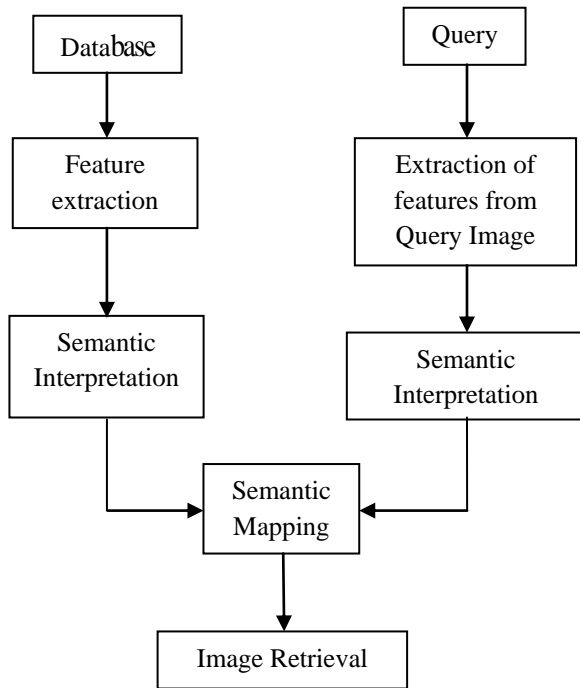 Database
Query
Feature
extraction
Extraction of
features from
Query Image
Semantic
Interpretation
Semantic
Interpretation
Semantic
Mapping
Image Retrieval